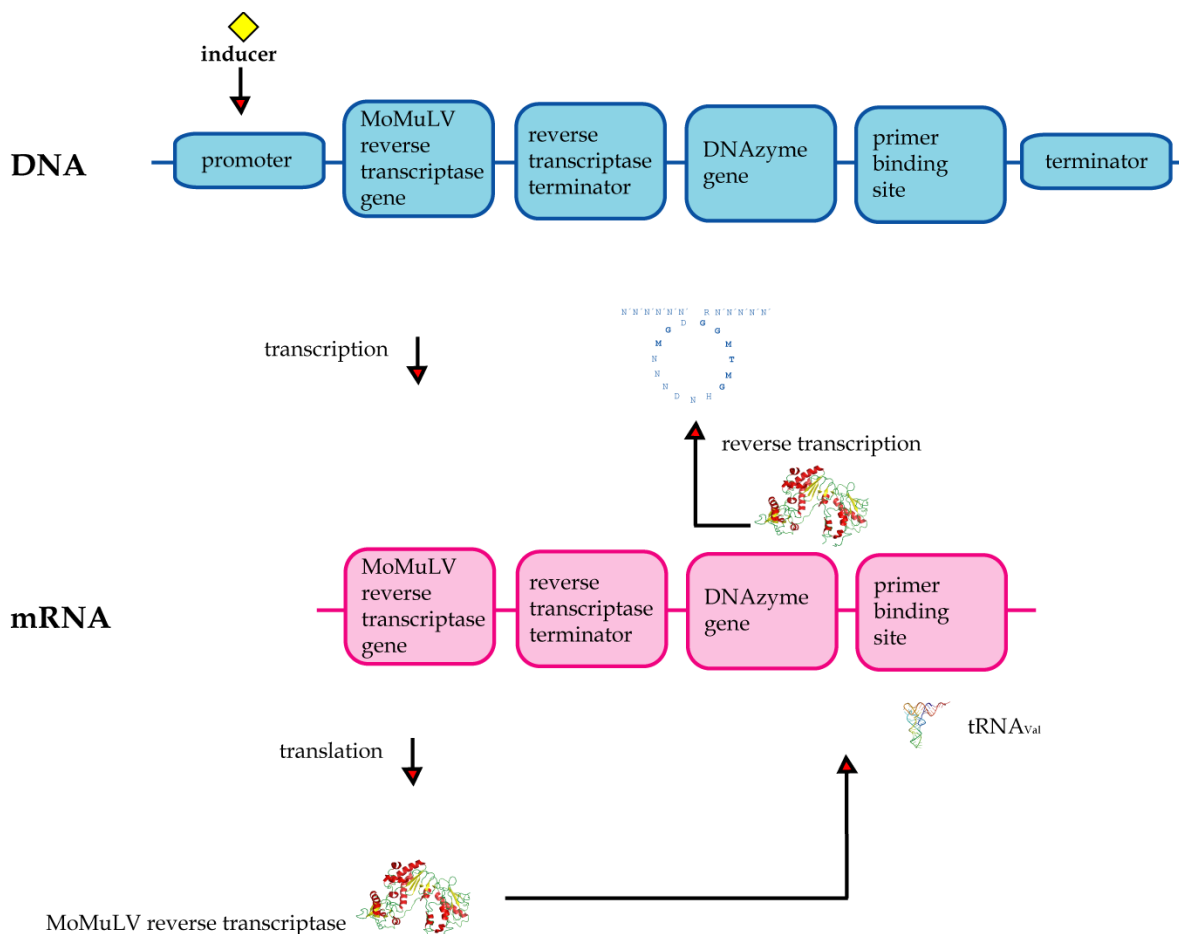 inducer
DNA
promoter
MoMuLV
reverse
transcriptase
gene
reverse
transcriptase
terminator
DNAzyme
gene
primer
binding
site
terminator
transcription
N'N'N'N'N'N' RN'N'N'N'N'N'
D G
G G
M M
N T
N M
N G
N D N H
reverse transcription
mRNA
MoMuLV
reverse
transcriptase
gene
reverse
transcriptase
terminator
DNAzyme
gene
primer
binding
site
tRNAVal
translation
MoMuLV reverse transcriptase